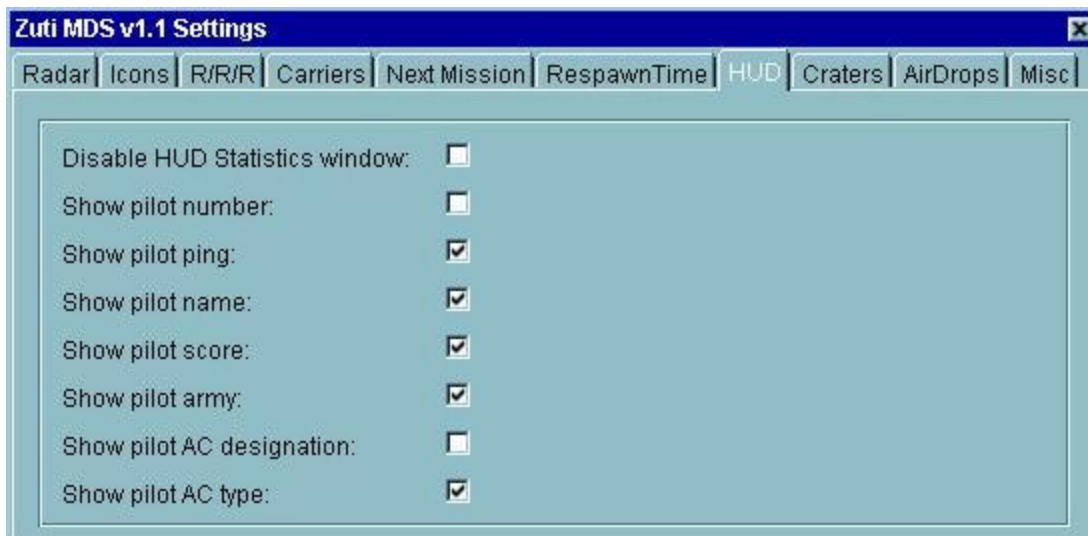 Zuti MDS v1.1 Settings
Radar Icons R/R/R Carriers Next Mission RespawnTime HUD Craters AirDrops Misc
Disable HUD Statistics window:
Show pilot number:
Show pilot ping:
Show pilot name:
Show pilot score:
Show pilot army:
Show pilot AC designation:
Show pilot AC type: